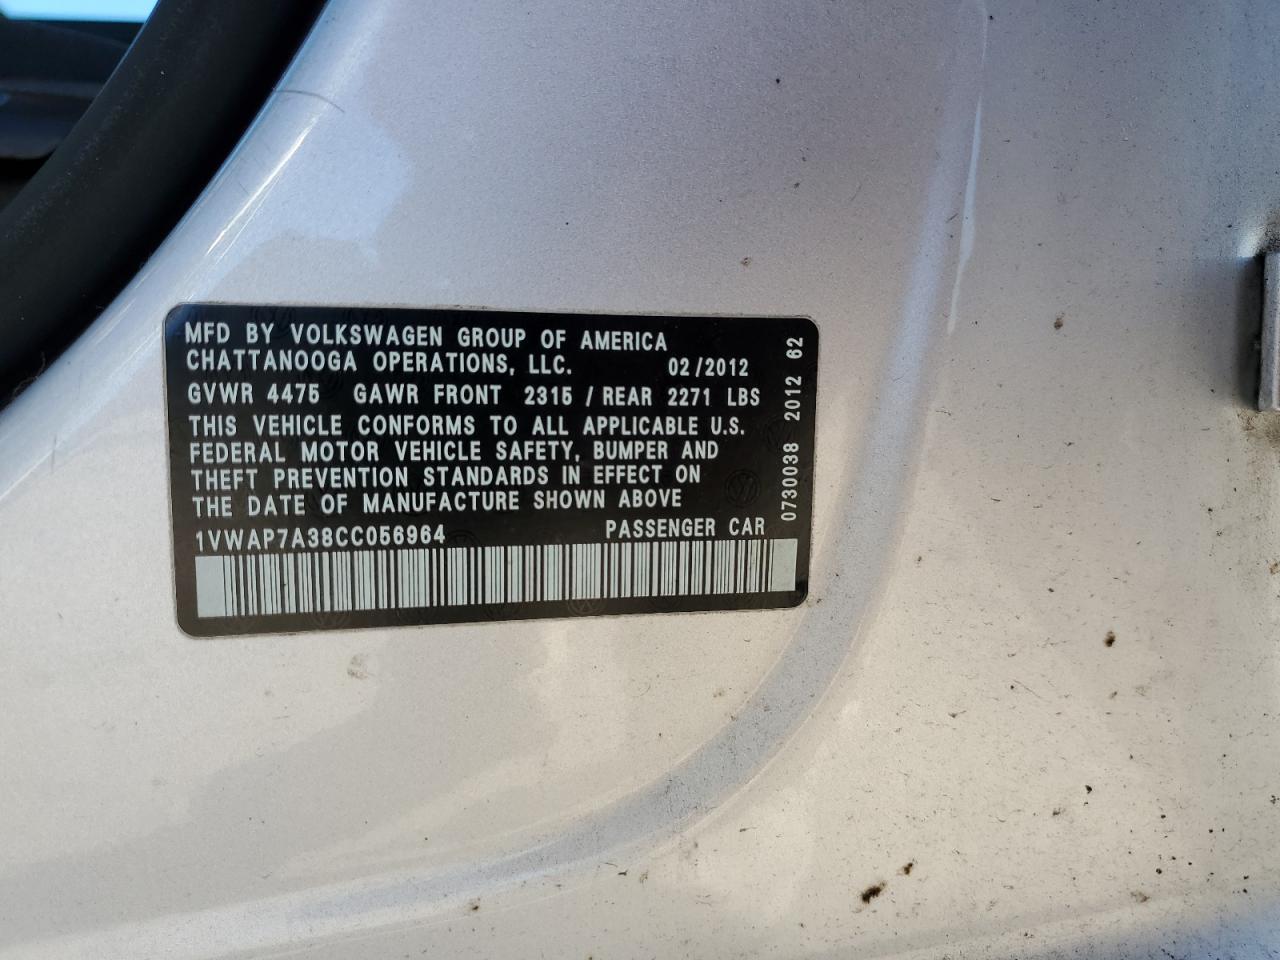 MFD BY VOLKSWAGEN GROUP OF AMERICA
CHATTANOOGA OPERATIONS, LLC. 02/2012
GVWR 4475 GAWR FRONT 2315 / REAR 2271 LBS
THIS VEHICLE CONFORMS TO ALL APPLICABLE U.S.
FEDERAL MOTOR VEHICLE SAFETY, BUMPER AND
THEFT PREVENTION STANDARDS IN EFFECT ON
THE DATE OF MANUFACTURE SHOWN ABOVE
1VWAP7A38CC056964 PASSENGER CAR
0730038 2012 62